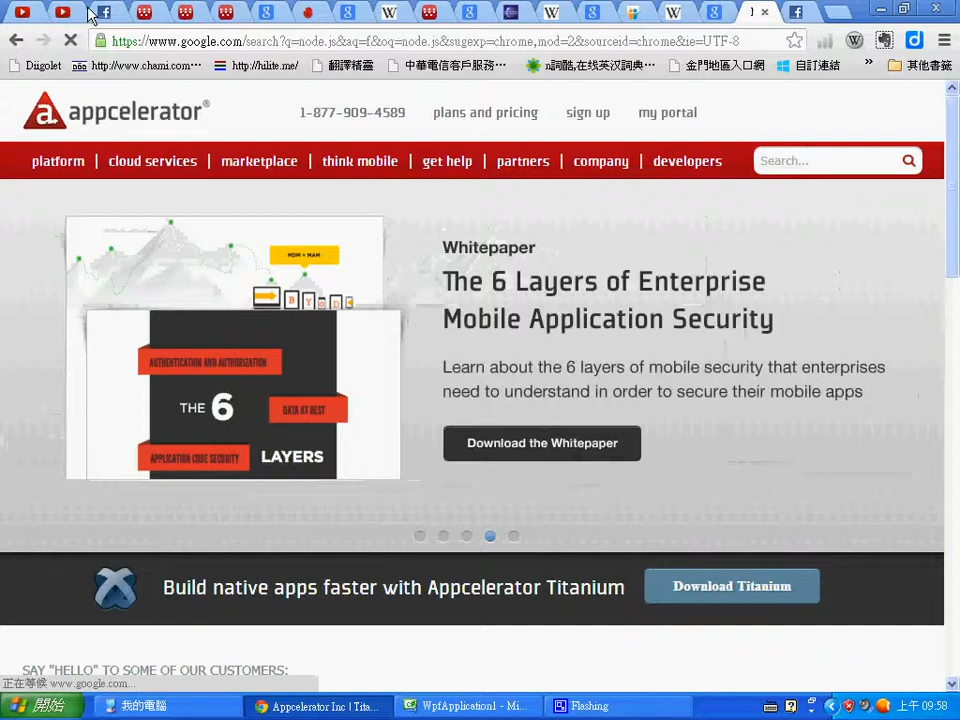 https://www.google.com/search?q=node.js&aq=f&oq=node.js&sugexp=chrome,mod=2&sourceid=chrome&ie=UTF-8
Diigolet
http://www.chami.com…
http://hilite.me/
翻譯精靈
中華電信客戶服務…
n詞酷,在线英汉詞典…
金門地區入口網
自訂連結
»
其他書籤
appcelerator®
1-877-909-4589
plans and pricing
sign up
my portal
platform | cloud services | marketplace | think mobile | get help | partners | company | developers
Search...
MDM × MAM
BYOD
AUTHENTICATION AND AUTHORIZATION
THE 6
DATA AT REST
APPLICATION CODE SECURITY
LAYERS
Whitepaper
The 6 Layers of Enterprise
Mobile Application Security
Learn about the 6 layers of mobile security that enterprises
need to understand in order to secure their mobile apps
Download the Whitepaper
Build native apps faster with Appcelerator Titanium
Download Titanium
SAY "HELLO" TO SOME OF OUR CUSTOMERS:
正在等候 www.google.com...
開始
我的電腦
Appcelerator Inc | Tita...
WpfApplication1 - Mi...
Flashing
上午 09:58